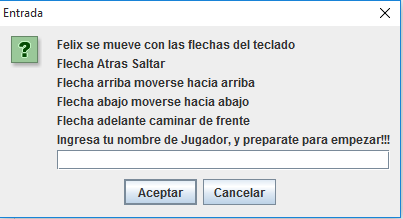 Entrada
Felix se mueve con las flechas del teclado
Flecha Atras Saltar
Flecha arriba moverse hacia arriba
Flecha abajo moverse hacia abajo
Flecha adelante caminar de frente
Ingresa tu nombre de Jugador, y preparate para empezar!!!
Aceptar Cancelar